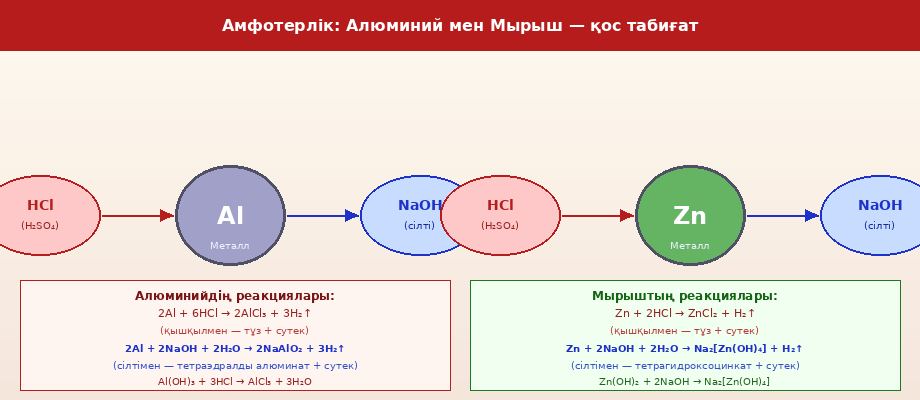 Амфотерлік: Алюминий мен Мырыш — қос табиғат
HCl
(H₂SO₄)
Al
Металл
NaOH
(сілті)
HCl
(H₂SO₄)
Zn
Металл
NaOH
(сілті)
Алюминийдің реакциялары:
2Al + 6HCl → 2AlCl₃ + 3H₂↑
(қышқылмен — тұз + сутек)
2Al + 2NaOH + 2H₂O → 2NaAlO₂ + 3H₂↑
(сілтімен — тетраэдралды алюминат + сутек)
Al(OH)₃ + 3HCl → AlCl₃ + 3H₂O
Мырыштың реакциялары:
Zn + 2HCl → ZnCl₂ + H₂↑
(қышқылмен — тұз + сутек)
Zn + 2NaOH + 2H₂O → Na₂[Zn(OH)₄] + H₂↑
(сілтімен — тетрагидроксоцинкат + сутек)
Zn(OH)₂ + 2NaOH → Na₂[Zn(OH)₄]